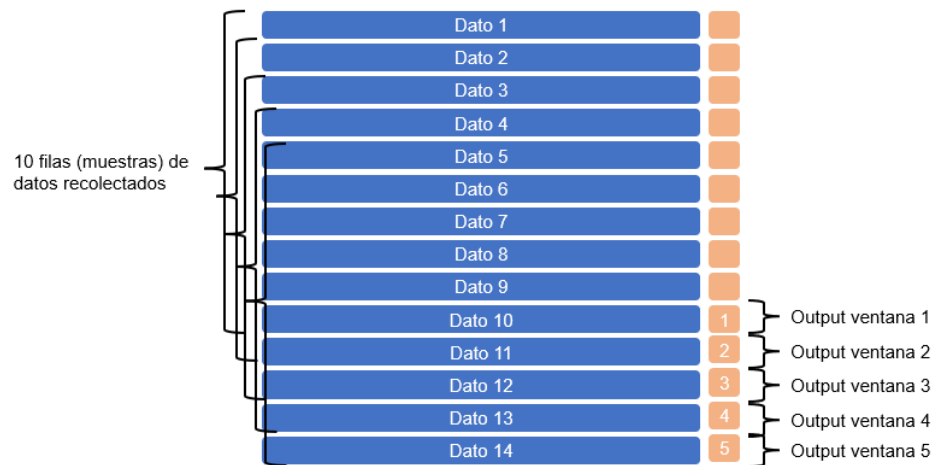 Dato 1
Dato 2
Dato 3
Dato 4
10 filas (muestras) de
datos recolectados
Dato 5
Dato 6
Dato 7
Dato 8
Dato 9
Dato 10
1
Output ventana 1
Dato 11
2
Output ventana 2
Dato 12
3
Output ventana 3
Dato 13
4
Output ventana 4
Dato 14
5
Output ventana 5